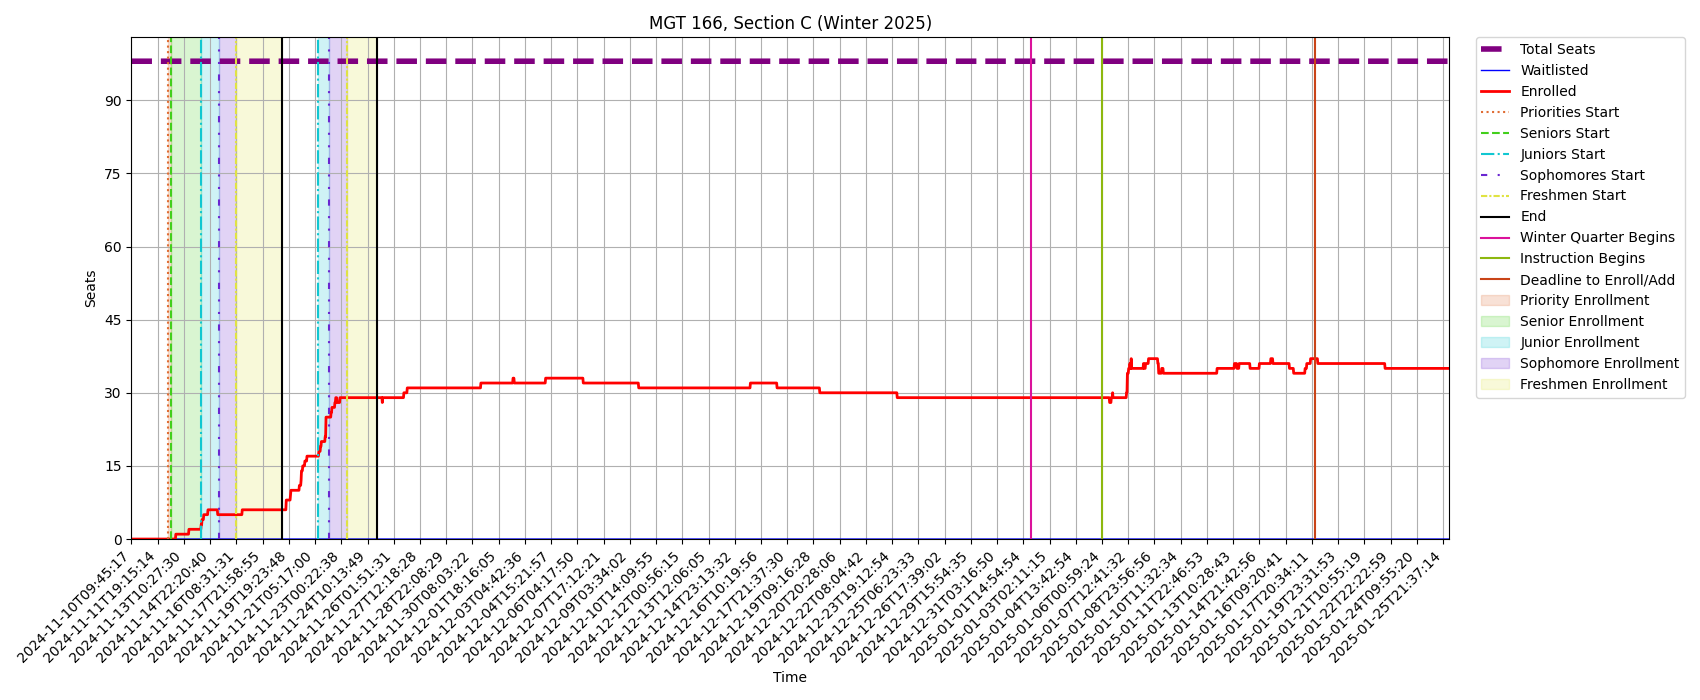 MGT 166, Section C (Winter 2025)
Total Seats
Waitlisted
Enrolled
Priorities Start
Seniors Start
Juniors Start
Sophomores Start
Freshmen Start
End
Winter Quarter Begins
Instruction Begins
Deadline to Enroll/Add
Priority Enrollment
Senior Enrollment
Junior Enrollment
Sophomore Enrollment
Freshmen Enrollment
Seats
90
75
60
45
30
15
0
2024-11-10T09:45:17
2024-11-11T19:15:14
2024-11-13T10:27:30
2024-11-14T22:20:40
2024-11-16T08:31:31
2024-11-17T21:58:55
2024-11-19T19:23:48
2024-11-21T05:17:00
2024-11-23T00:22:38
2024-11-24T10:13:49
2024-11-26T01:51:31
2024-11-27T12:18:28
2024-11-28T22:08:29
2024-11-30T08:03:22
2024-12-01T18:16:05
2024-12-03T04:42:36
2024-12-04T15:21:57
2024-12-06T04:17:50
2024-12-07T17:12:21
2024-12-09T03:34:02
2024-12-10T14:09:55
2024-12-12T00:56:15
2024-12-13T12:06:05
2024-12-14T23:13:32
2024-12-16T10:19:56
2024-12-17T21:37:30
2024-12-19T09:16:28
2024-12-20T20:28:06
2024-12-22T08:04:42
2024-12-23T19:12:54
2024-12-25T06:23:33
2024-12-26T17:39:02
2024-12-29T15:54:35
2024-12-31T03:16:50
2025-01-01T14:54:54
2025-01-03T02:11:15
2025-01-04T13:42:54
2025-01-06T00:59:24
2025-01-07T12:41:32
2025-01-08T23:56:56
2025-01-10T11:32:34
2025-01-11T22:46:53
2025-01-13T10:28:43
2025-01-14T21:42:56
2025-01-16T09:20:41
2025-01-17T20:34:11
2025-01-19T23:31:53
2025-01-21T10:55:19
2025-01-22T22:22:59
2025-01-24T09:55:20
2025-01-25T21:37:14
Time